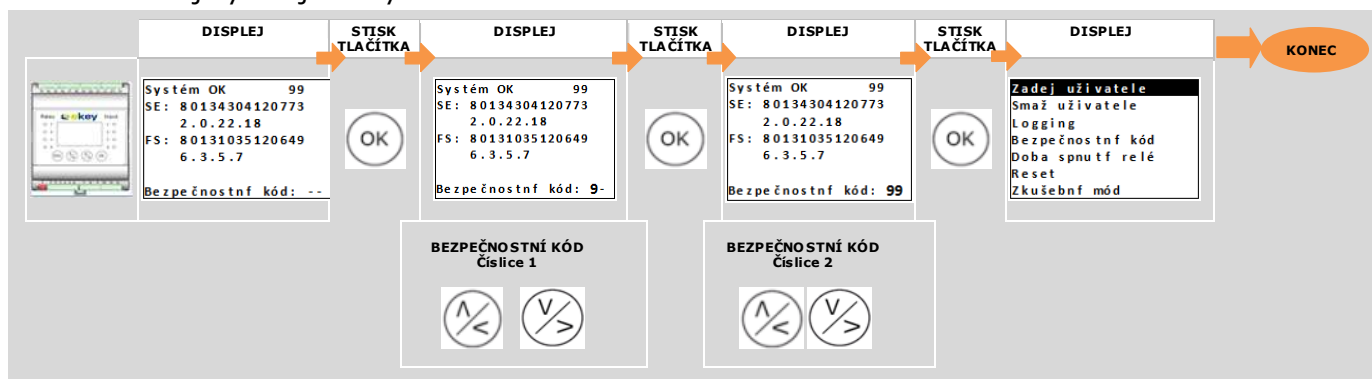 DISPLEJ
STISK
TLAČÍTKA
DISPLEJ
STISK
TLAČÍTKA
DISPLEJ
STISK
TLAČÍTKA
DISPLEJ
KONEC
ekey
Systém OK 99
SE: 80134304120773
2.0.22.18
FS: 80131035120649
6.3.5.7
Bezpečnostnf kód: --
OK
Systém OK 99
SE: 80134304120773
2.0.22.18
FS: 80131035120649
6.3.5.7
Bezpečnostnf kód: 9-
OK
Systém OK 99
SE: 80134304120773
2.0.22.18
FS: 80131035120649
6.3.5.7
Bezpečnostnf kód: 99
OK
Zadej uživatele
Smaž uživatele
Logging
Bezpečnostnf kód
Doba spnutf relé
Reset
Zkušebnf mód
BEZPEČNOSTNÍ KÓD
Číslice 1
BEZPEČNOSTNÍ KÓD
Číslice 2